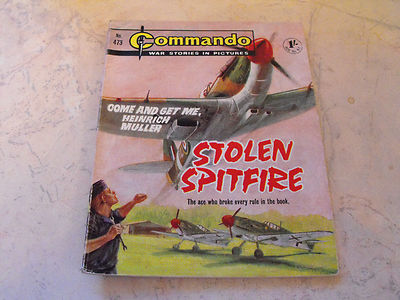 No.
473
Commando
WAR STORIES IN PICTURES
1/-
COME AND GET ME,
HEINRICH
MULLER
STOLEN
SPITFIRE
The ace who broke every rule in the book.